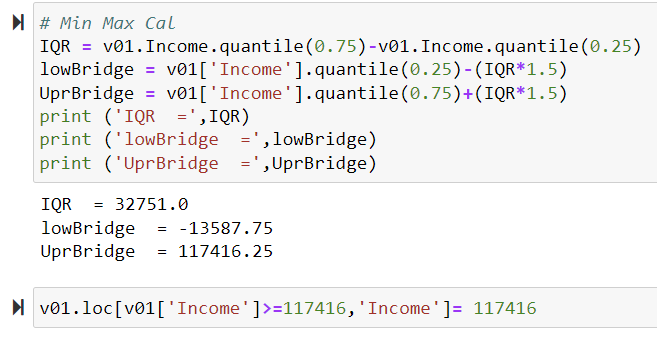 # Min Max Cal
IQR = v01.Income.quantile(0.75)-v01.Income.quantile(0.25)
lowBridge = v01['Income'].quantile(0.25)-(IQR*1.5)
UprBridge = v01['Income'].quantile(0.75)+(IQR*1.5)
print ('IQR  =',IQR)
print ('lowBridge  =',lowBridge)
print ('UprBridge  =',UprBridge)
IQR  = 32751.0
lowBridge  = -13587.75
UprBridge  = 117416.25
v01.loc[v01['Income']>=117416,'Income']= 117416